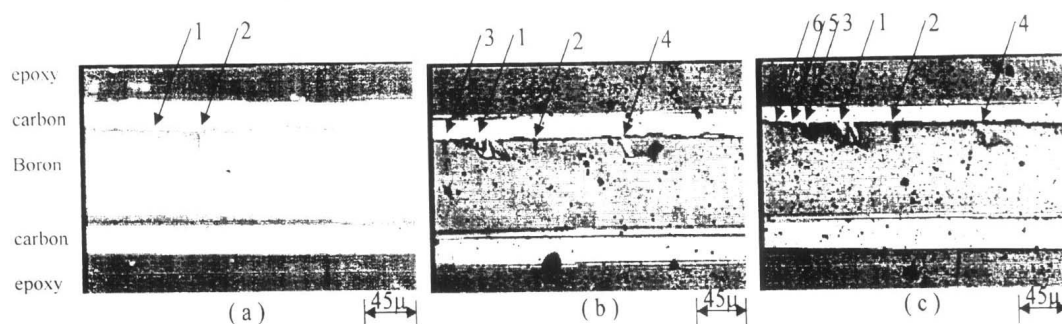 1 2
3 1 2 4
6 5 3 1 2 4
epoxy
carbon
Boron
carbon
epoxy
( a ) 45μ
( b ) 45μ
( c ) 45μ